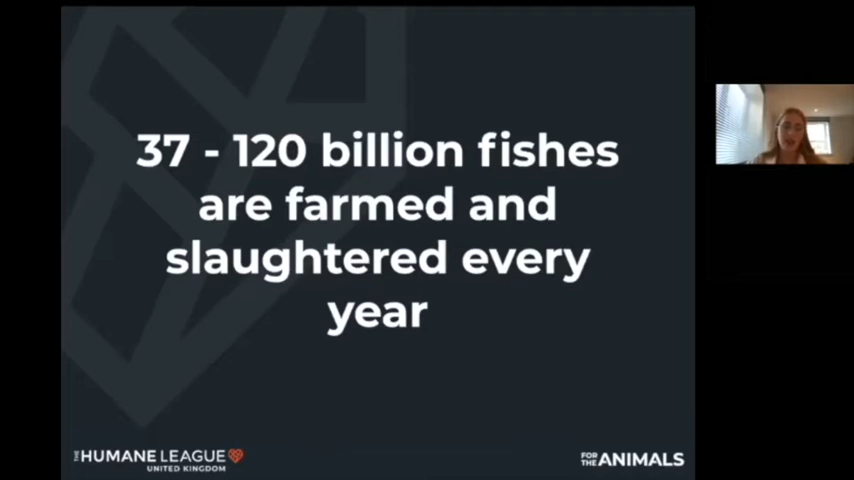 37 - 120 billion fishes
are farmed and
slaughtered every
year
THE HUMANE LEAGUE
UNITED KINGDOM
FOR THE ANIMALS